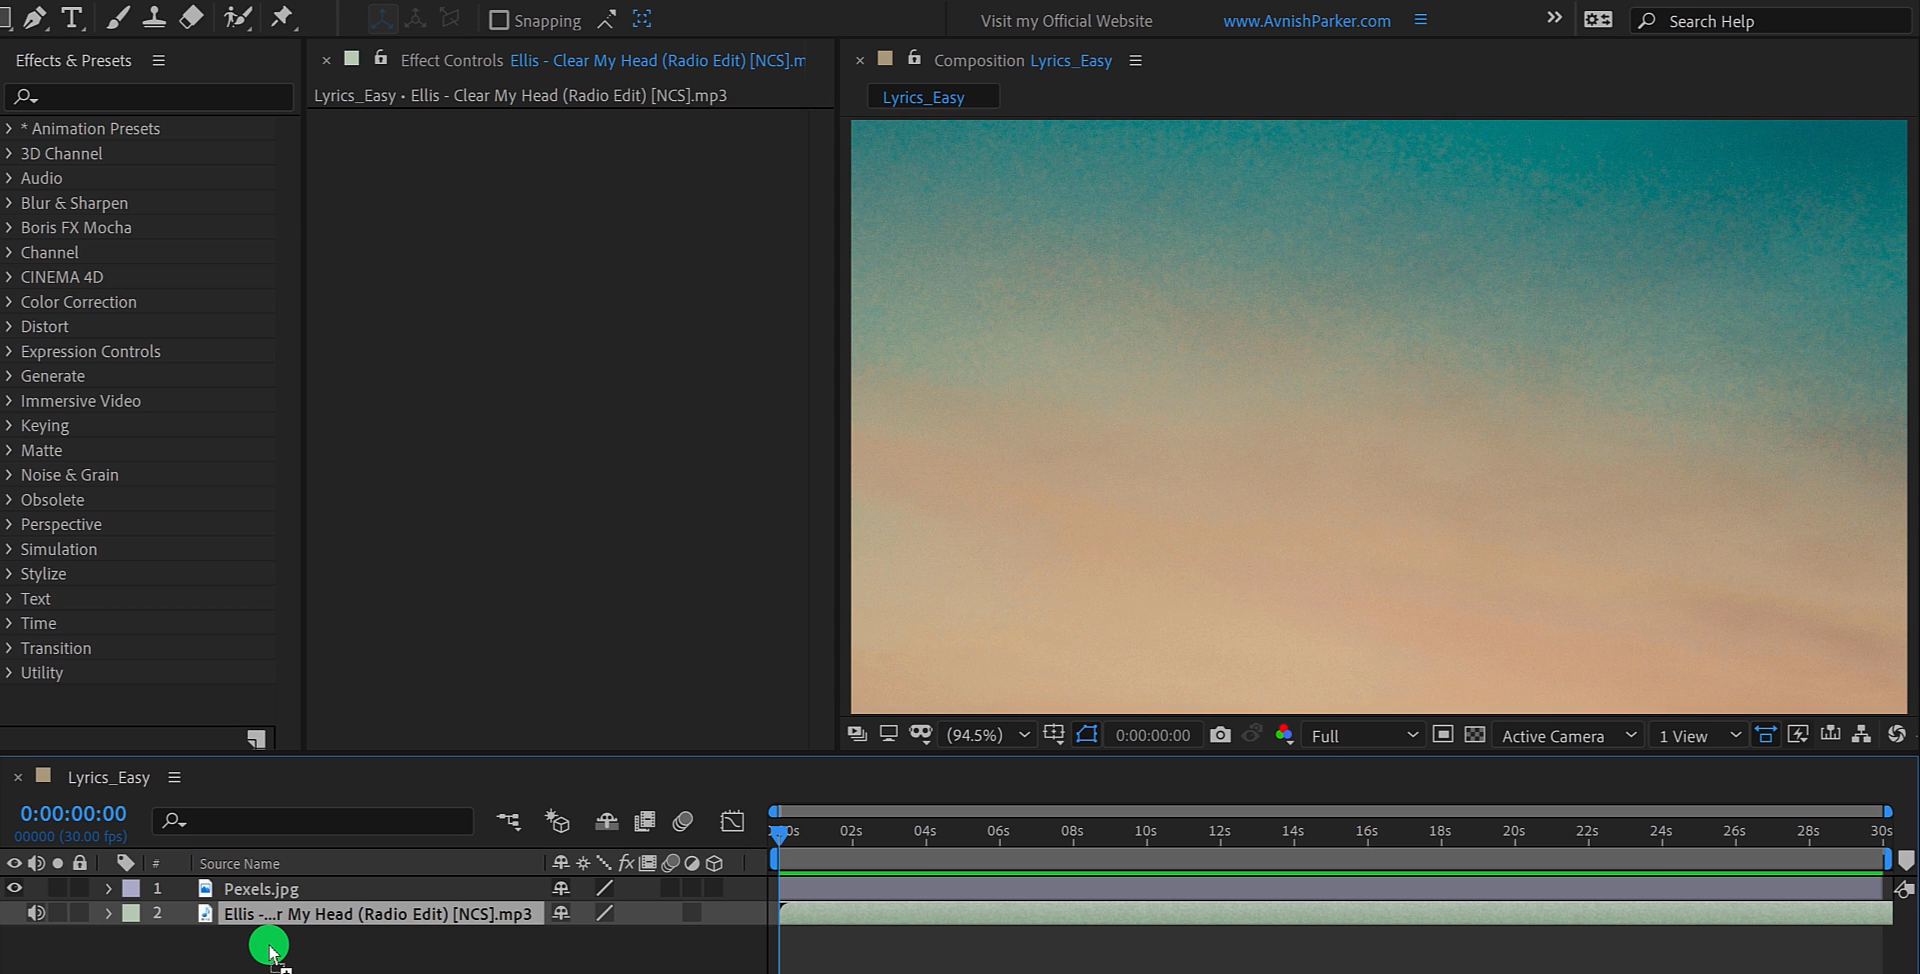 Snapping
Visit my Official Website
www.AvnishParker.com
Search Help
Effects & Presets
Effect Controls Ellis - Clear My Head (Radio Edit) [NCS].m
Composition Lyrics_Easy
Lyrics_Easy • Ellis - Clear My Head (Radio Edit) [NCS].mp3
Lyrics_Easy
* Animation Presets
3D Channel
Audio
Blur & Sharpen
Boris FX Mocha
Channel
CINEMA 4D
Color Correction
Distort
Expression Controls
Generate
Immersive Video
Keying
Matte
Noise & Grain
Obsolete
Perspective
Simulation
Stylize
Text
Time
Transition
Utility
(94.5%)
0:00:00:00
Full
Active Camera
1 View
Lyrics_Easy
0:00:00:00
00000 (30.00 fps)
0s 02s 04s 06s 08s 10s 12s 14s 16s 18s 20s 22s 24s 26s 28s 30s
# Source Name fx
1 Pexels.jpg
2 Ellis -...r My Head (Radio Edit) [NCS].mp3